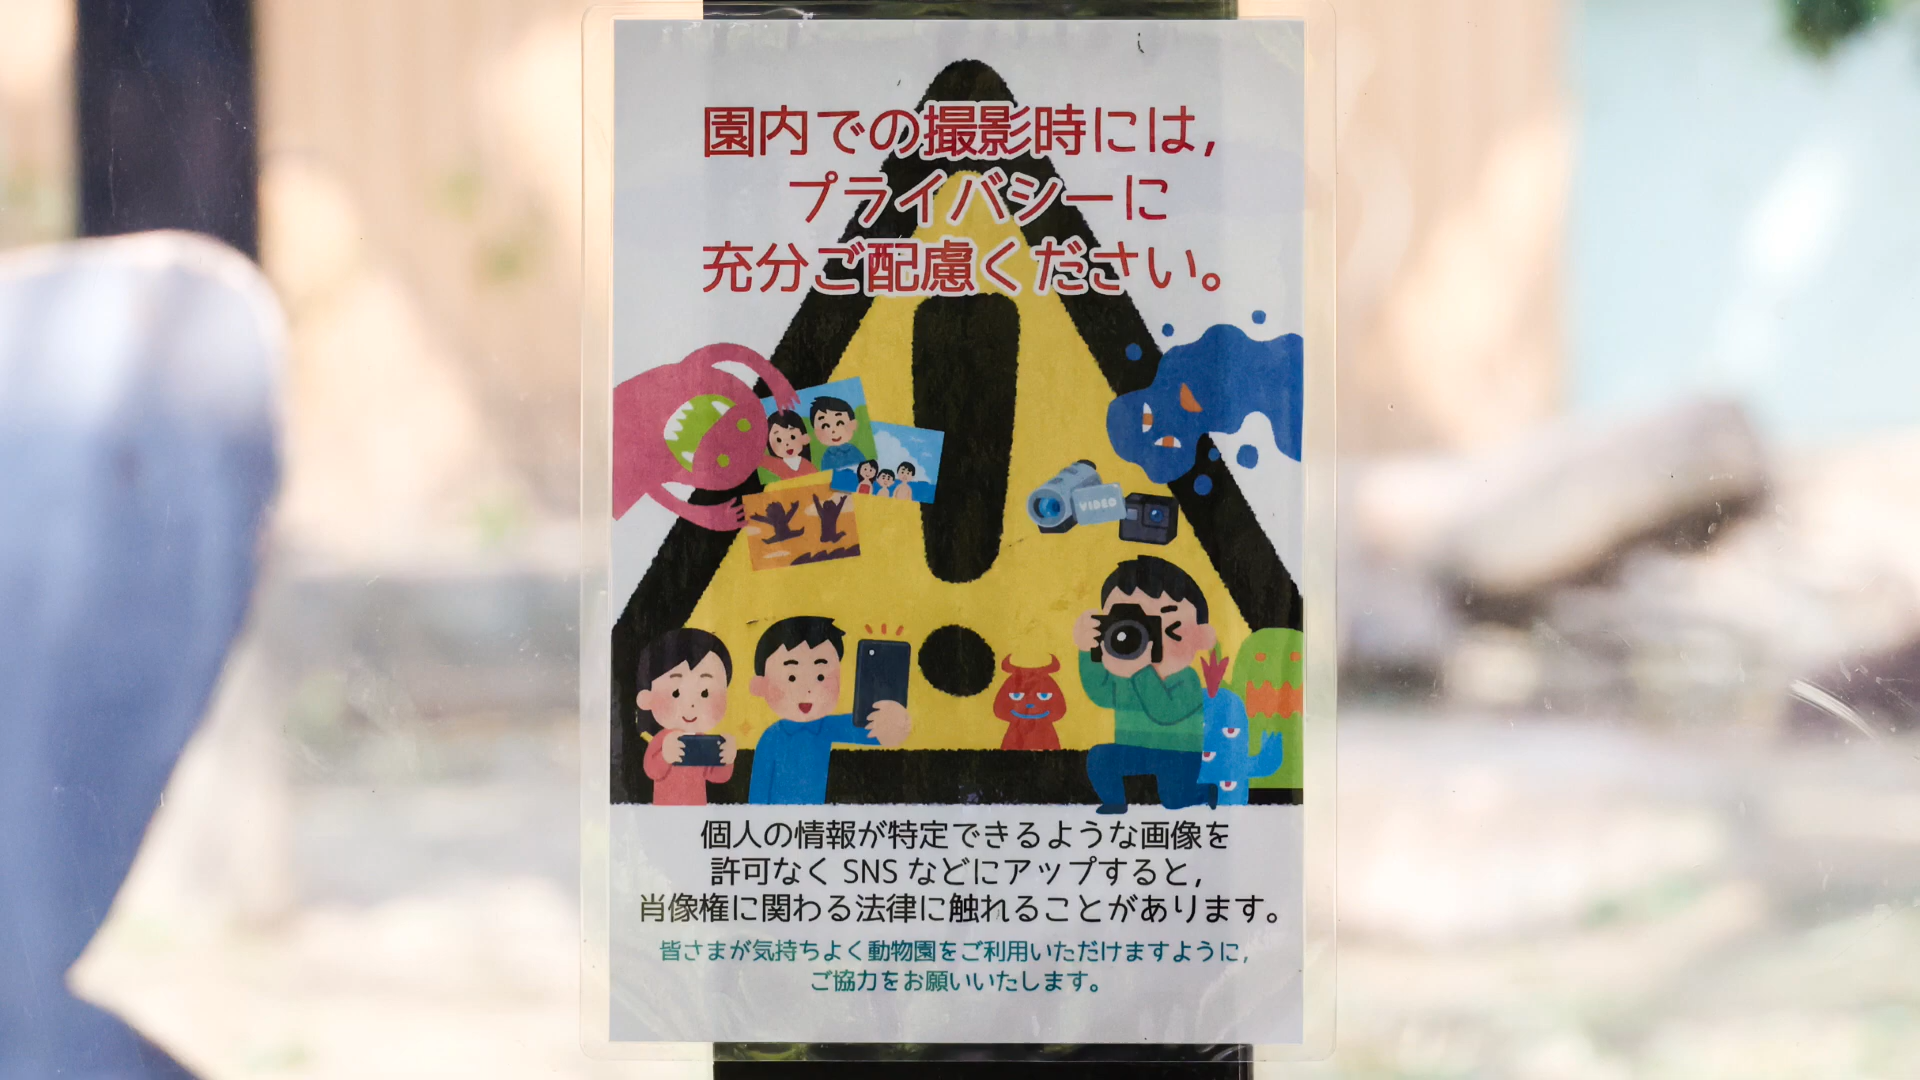 園内での撮影時には,
プライバシーに
充分ご配慮ください。
VIDEO
個人の情報が特定できるような画像を
許可なく SNS などにアップすると,
肖像権に関わる法律に触れることがあります。
皆さまが気持ちよく動物園をご利用いただけますように,
ご協力をお願いいたします。